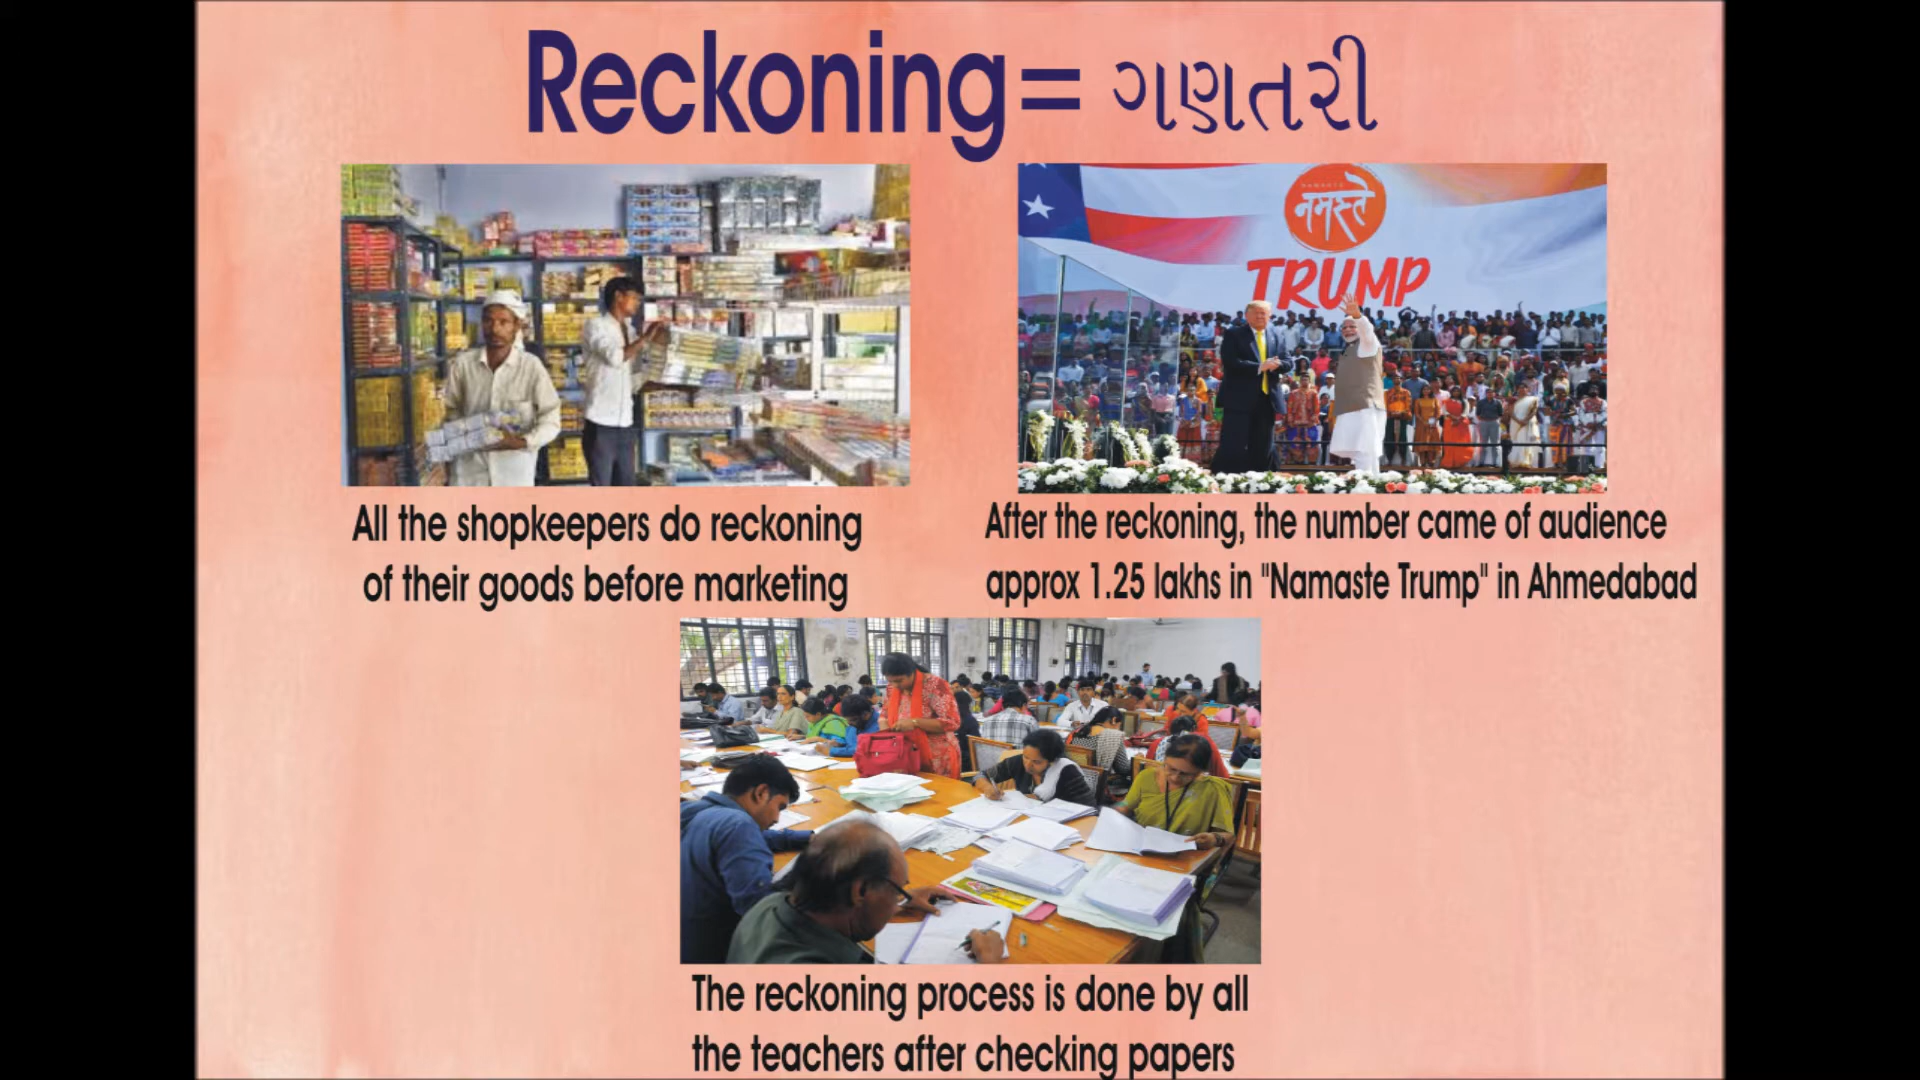 Reckoning = ગણતરી
નમસ્તે
TRUMP
All the shopkeepers do reckoning
of their goods before marketing
After the reckoning, the number came of audience
approx 1.25 lakhs in "Namaste Trump" in Ahmedabad
The reckoning process is done by all
the teachers after checking papers